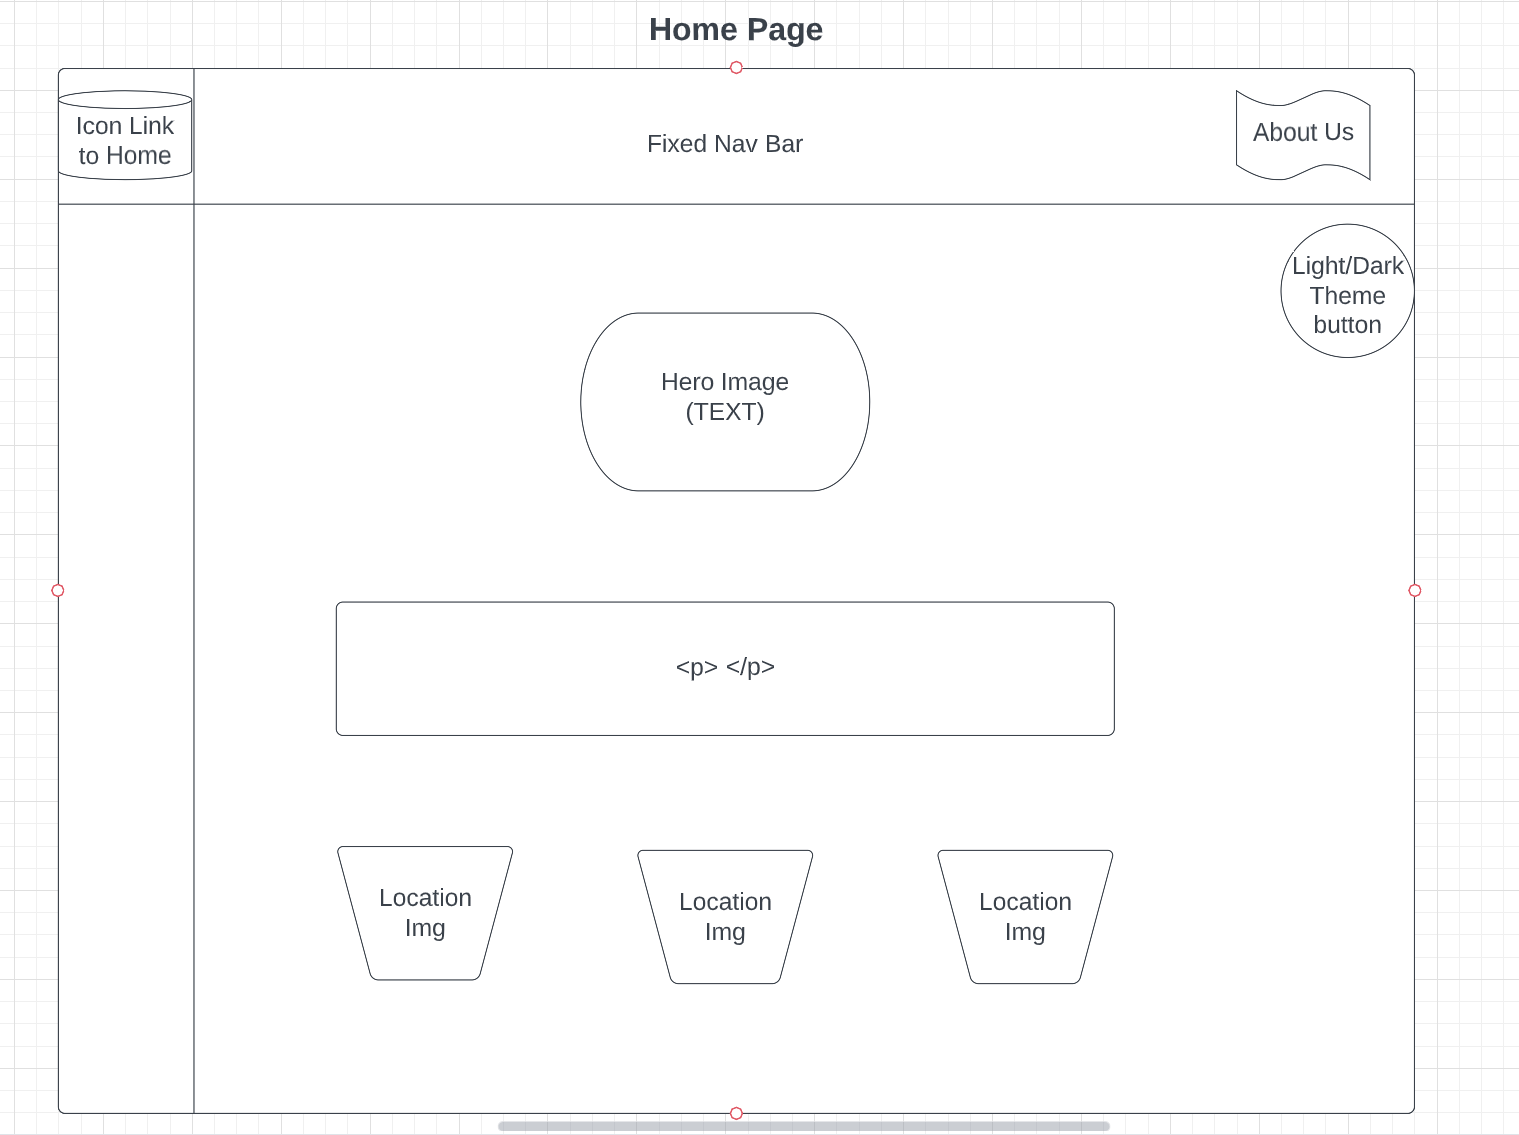 Home Page
Icon Link
to Home
Fixed Nav Bar
About Us
Light/Dark
Theme
button
Hero Image
(TEXT)
<p> </p>
Location
Img
Location
Img
Location
Img